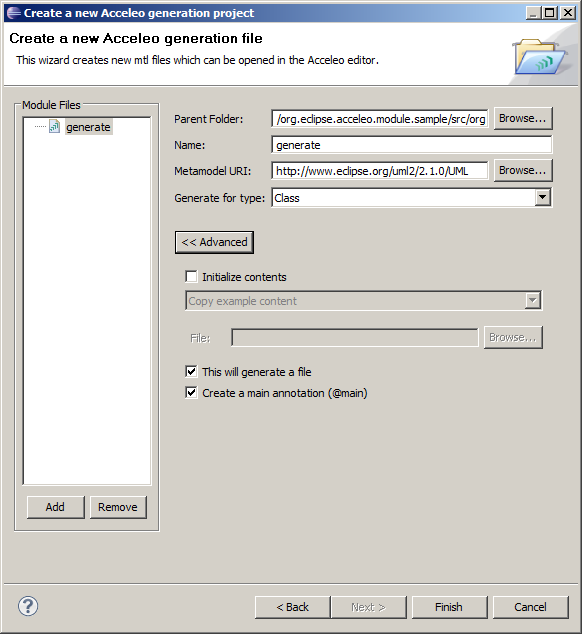 Create a new Acceleo generation project
Create a new Acceleo generation file
This wizard creates new mtl files which can be opened in the Acceleo editor.
Module Files
generate
Add
Remove
Parent Folder: /org.eclipse.acceleo.module.sample/src/org Browse...
Name: generate
Metamodel URI: http://www.eclipse.org/uml2/2.1.0/UML Browse...
Generate for type: Class
<< Advanced
Initialize contents
Copy example content
File: Browse...
This will generate a file
Create a main annotation (@main)
? < Back Next > Finish Cancel